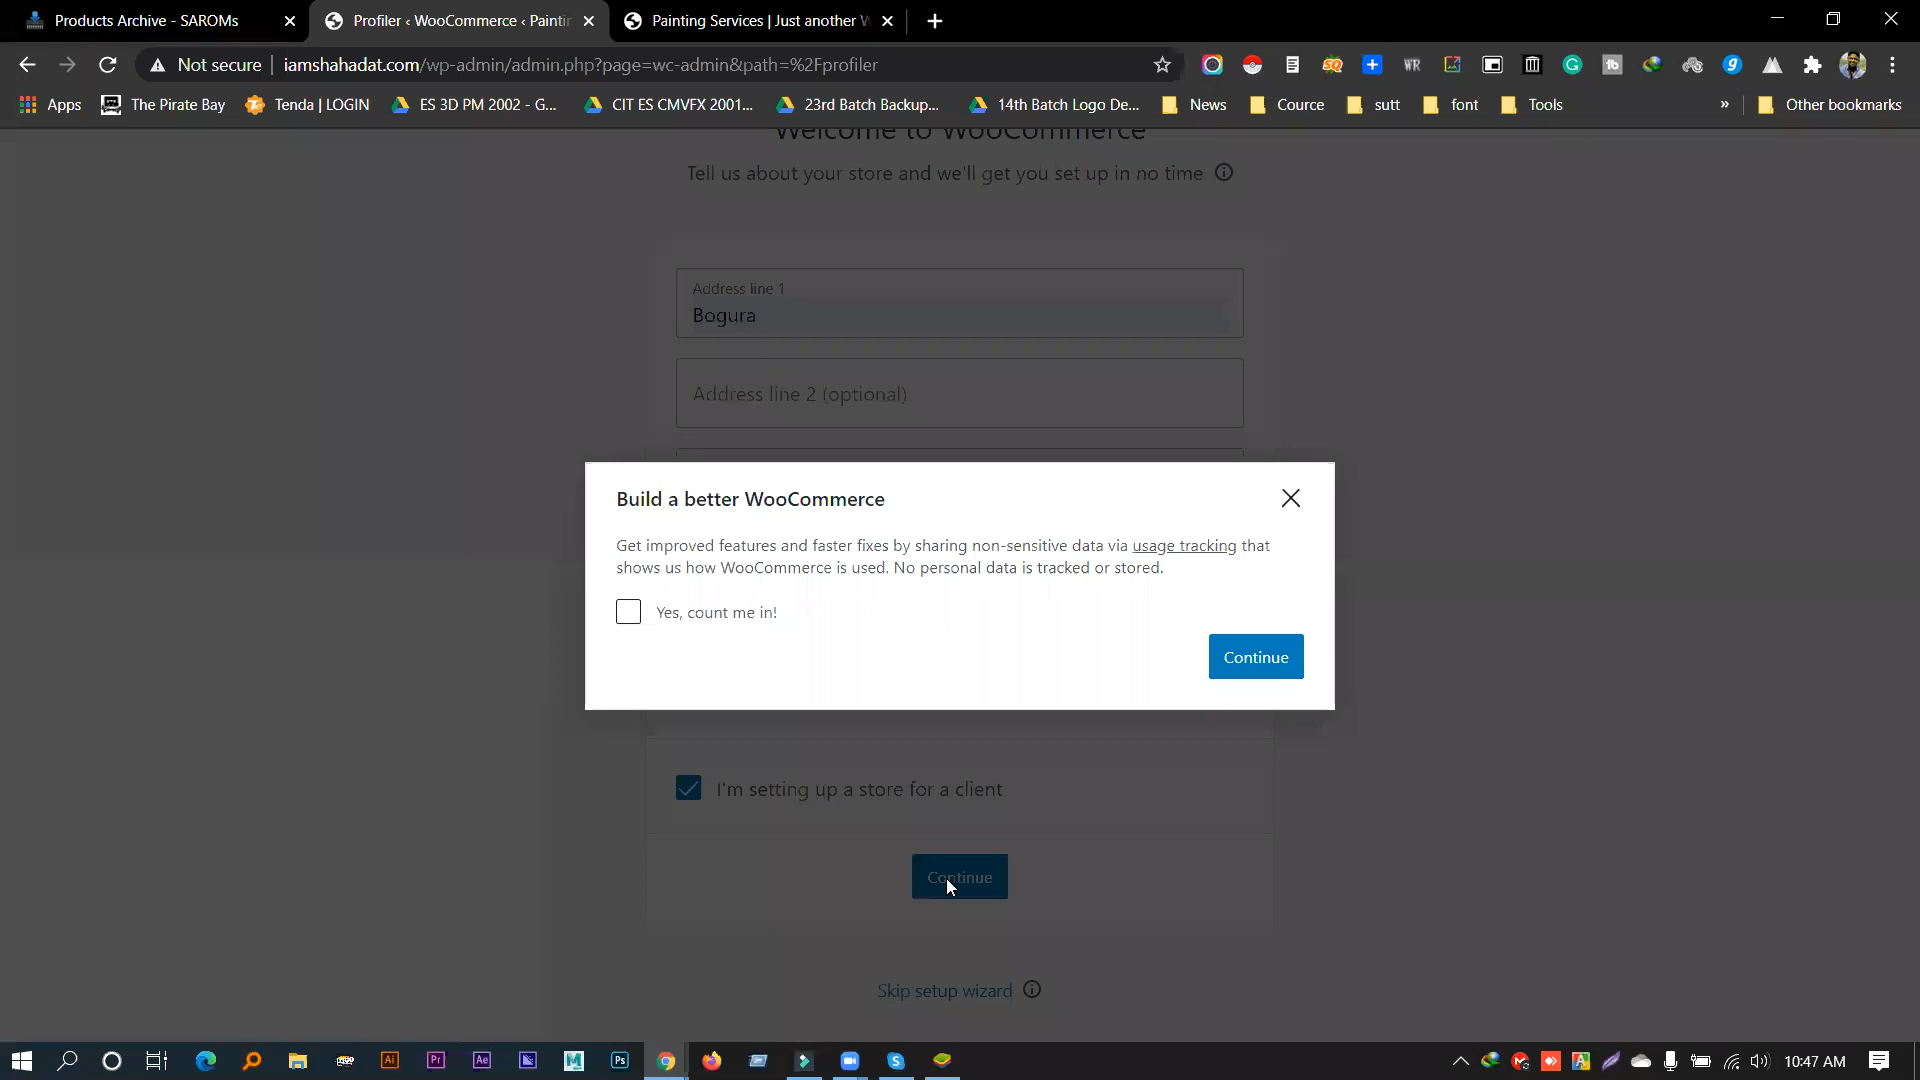 Products Archive - SAROMs
Profiler ‹ WooCommerce ‹ Paintin
Painting Services | Just another W
Not secure
iamshahadat.com/wp-admin/admin.php?page=wc-admin&path=%2Fprofiler
Apps
The Pirate Bay
Tenda | LOGIN
ES 3D PM 2002 - G...
CIT ES CMVFX 2001...
23rd Batch Backup...
14th Batch Logo De...
News
Cource
sutt
font
Tools
»
Other bookmarks
Welcome to WooCommerce
Tell us about your store and we'll get you set up in no time
Address line 1
Bogura
Address line 2 (optional)
Build a better WooCommerce
Get improved features and faster fixes by sharing non-sensitive data via usage tracking that
shows us how WooCommerce is used. No personal data is tracked or stored.
Yes, count me in!
Continue
I'm setting up a store for a client
Continue
Skip setup wizard
10:47 AM